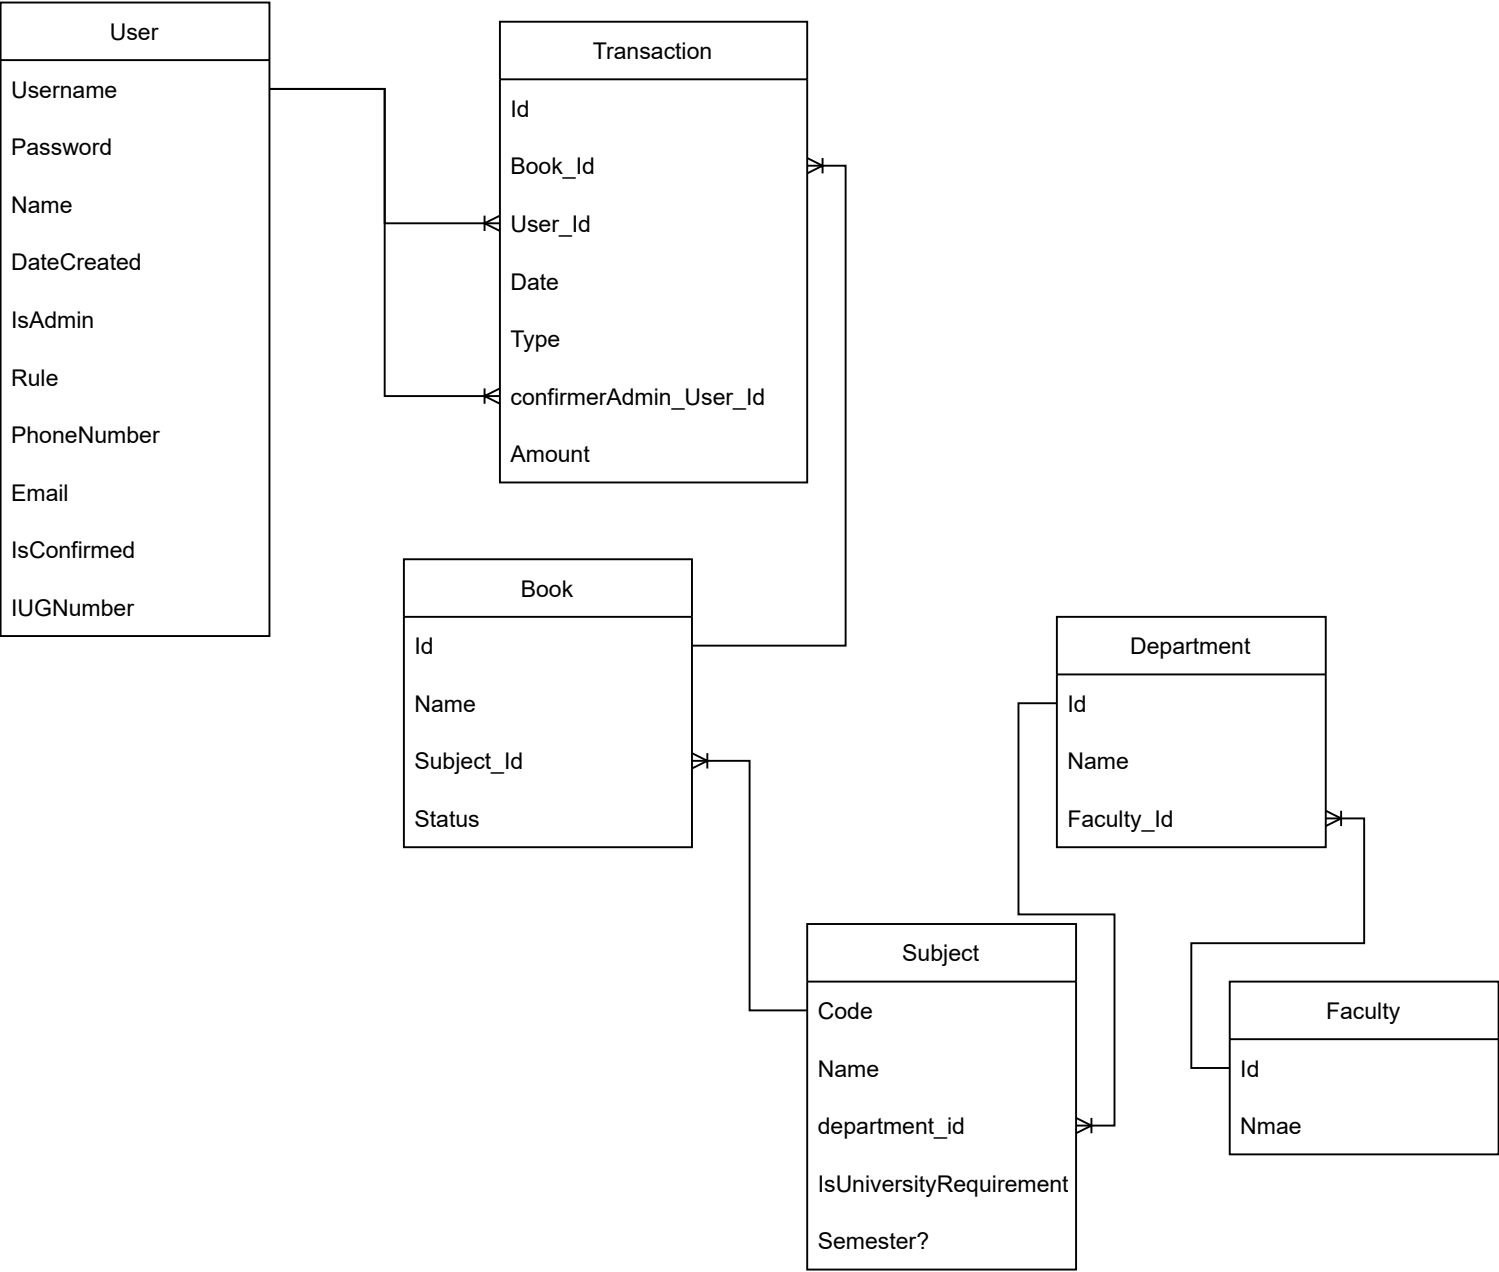 User
Username
Password
Name
DateCreated
IsAdmin
Rule
PhoneNumber
Email
IsConfirmed
IUGNumber
Transaction
Id
Book_Id
User_Id
Date
Type
confirmerAdmin_User_Id
Amount
Book
Id
Name
Subject_Id
Status
Department
Id
Name
Faculty_Id
Subject
Code
Name
department_id
IsUniversityRequirement
Semester?
Faculty
Id
Nmae